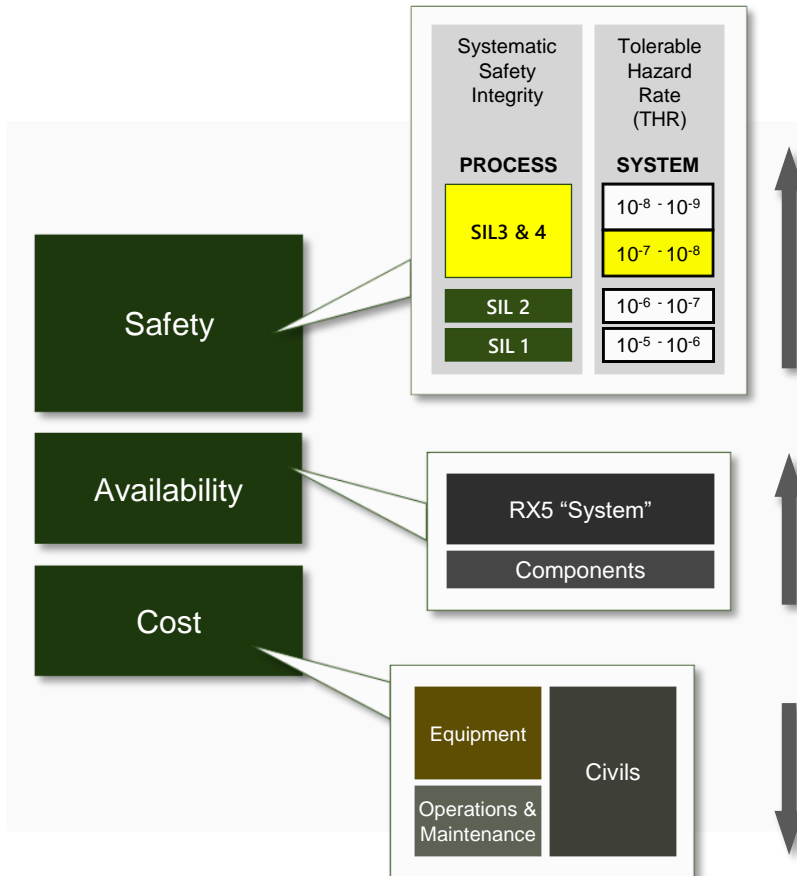 Systematic
Safety
Integrity
PROCESS
SIL3 & 4
SIL 2
SIL 1
Tolerable
Hazard
Rate
(THR)
SYSTEM
10⁻⁸ - 10⁻⁹
10⁻⁷ - 10⁻⁸
10⁻⁶ - 10⁻⁷
10⁻⁵ - 10⁻⁶
Safety
Availability
RX5 “System”
Components
Cost
Equipment
Operations &
Maintenance
Civils